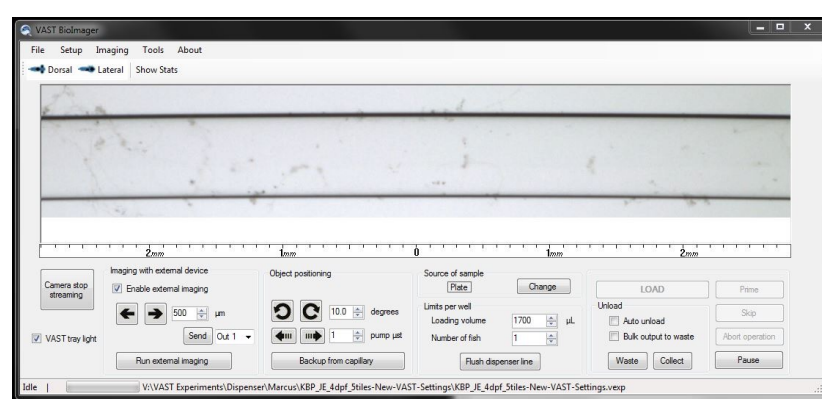 VAST BioImager
File Setup Imaging Tools About
Dorsal Lateral Show Stats
2mm 1mm 0 1mm 2mm
Camera stop streaming
VAST tray light
Imaging with external device
Enable external imaging
500 µm
Send Out 1
Run external imaging
Object positioning
10.0 degrees
1 pump µst
Backup from capillary
Source of sample
Plate Change
Limits per well
Loading volume 1700 µL
Number of fish 1
Flush dispenser line
LOAD
Unload
Auto unload
Bulk output to waste
Waste Collect
Prime
Skip
Abort operation
Pause
Idle | V:\VAST Experiments\Dispenser\Marcus\KBP_JE_4dpf_5tiles-New-VAST-Settings\KBP_JE_4dpf_5tiles-New-VAST-Settings.vexp